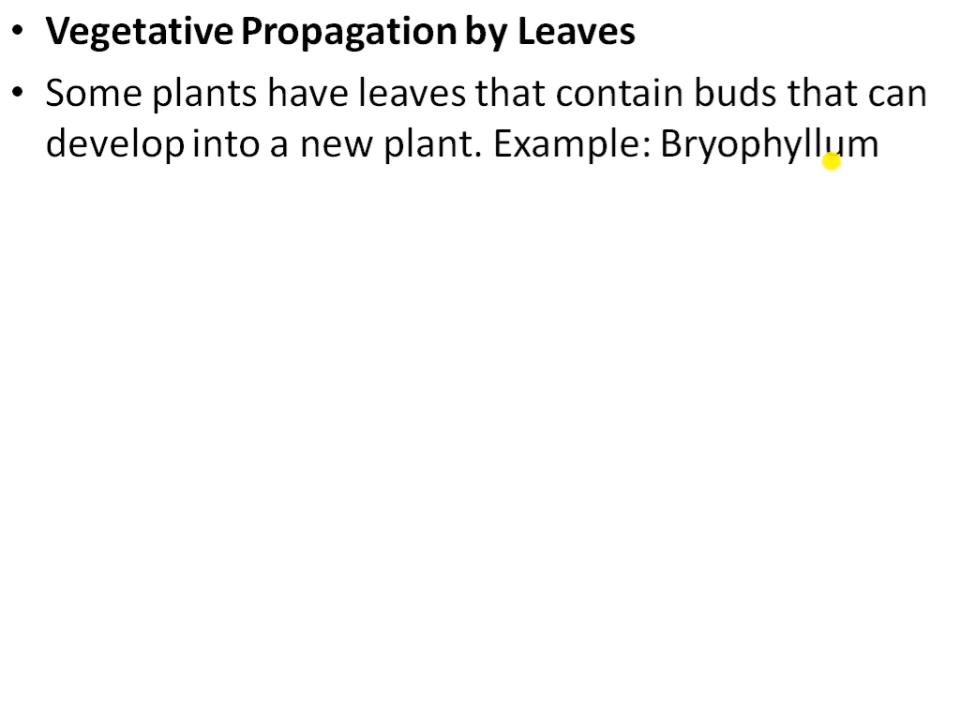 • Vegetative Propagation by Leaves
• Some plants have leaves that contain buds that can
develop into a new plant. Example: Bryophyllum